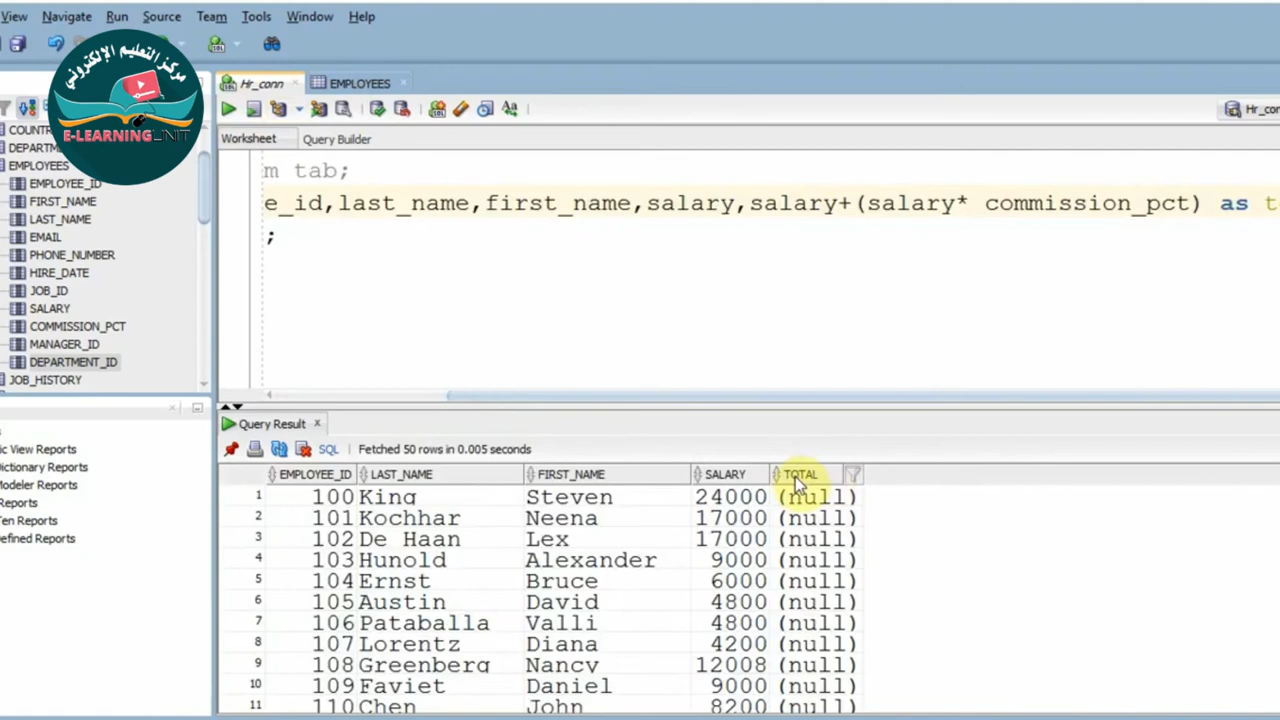 View Navigate Run Source Team Tools Window Help
مركز التعليم الإلكتروني
E-LEARNING UNIT
Hr_conn EMPLOYEES
Worksheet Query Builder
m tab;
e_id,last_name,first_name,salary,salary+(salary* commission_pct) as t
;
EMPLOYEES
EMPLOYEE_ID
FIRST_NAME
LAST_NAME
EMAIL
PHONE_NUMBER
HIRE_DATE
JOB_ID
SALARY
COMMISSION_PCT
MANAGER_ID
DEPARTMENT_ID
JOB_HISTORY
ic View Reports
Dictionary Reports
Modeler Reports
Reports
Ten Reports
efined Reports
Query Result
SQL Fetched 50 rows in 0.005 seconds
EMPLOYEE_ID LAST_NAME FIRST_NAME SALARY TOTAL
1 100 King Steven 24000 (null)
2 101 Kochhar Neena 17000 (null)
3 102 De Haan Lex 17000 (null)
4 103 Hunold Alexander 9000 (null)
5 104 Ernst Bruce 6000 (null)
6 105 Austin David 4800 (null)
7 106 Pataballa Valli 4800 (null)
8 107 Lorentz Diana 4200 (null)
9 108 Greenberg Nancy 12008 (null)
10 109 Faviet Daniel 9000 (null)
11 110 Chen John 8200 (null)